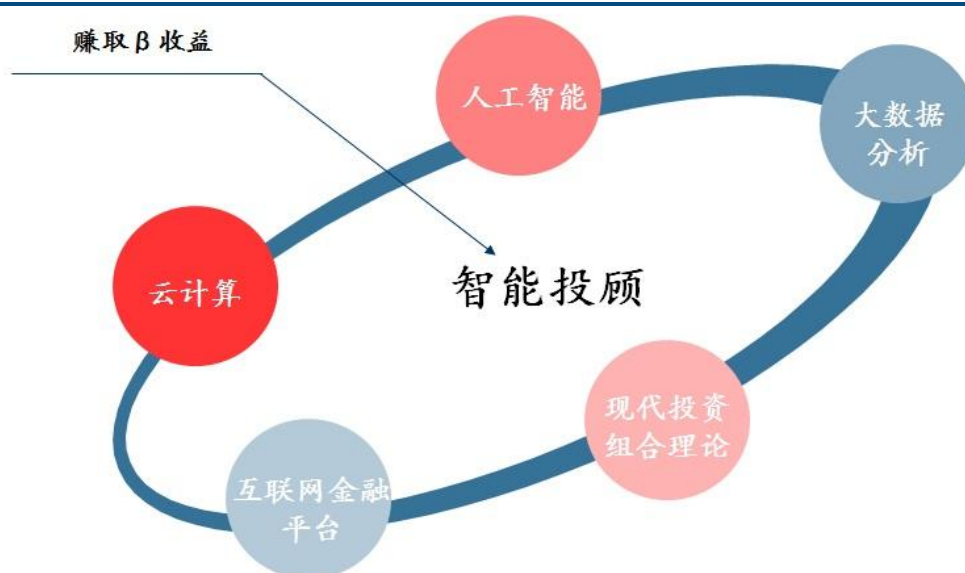 赚取β收益
人工智能
大数据
分析
云计算
智能投顾
现代投资
组合理论
互联网金融
平台